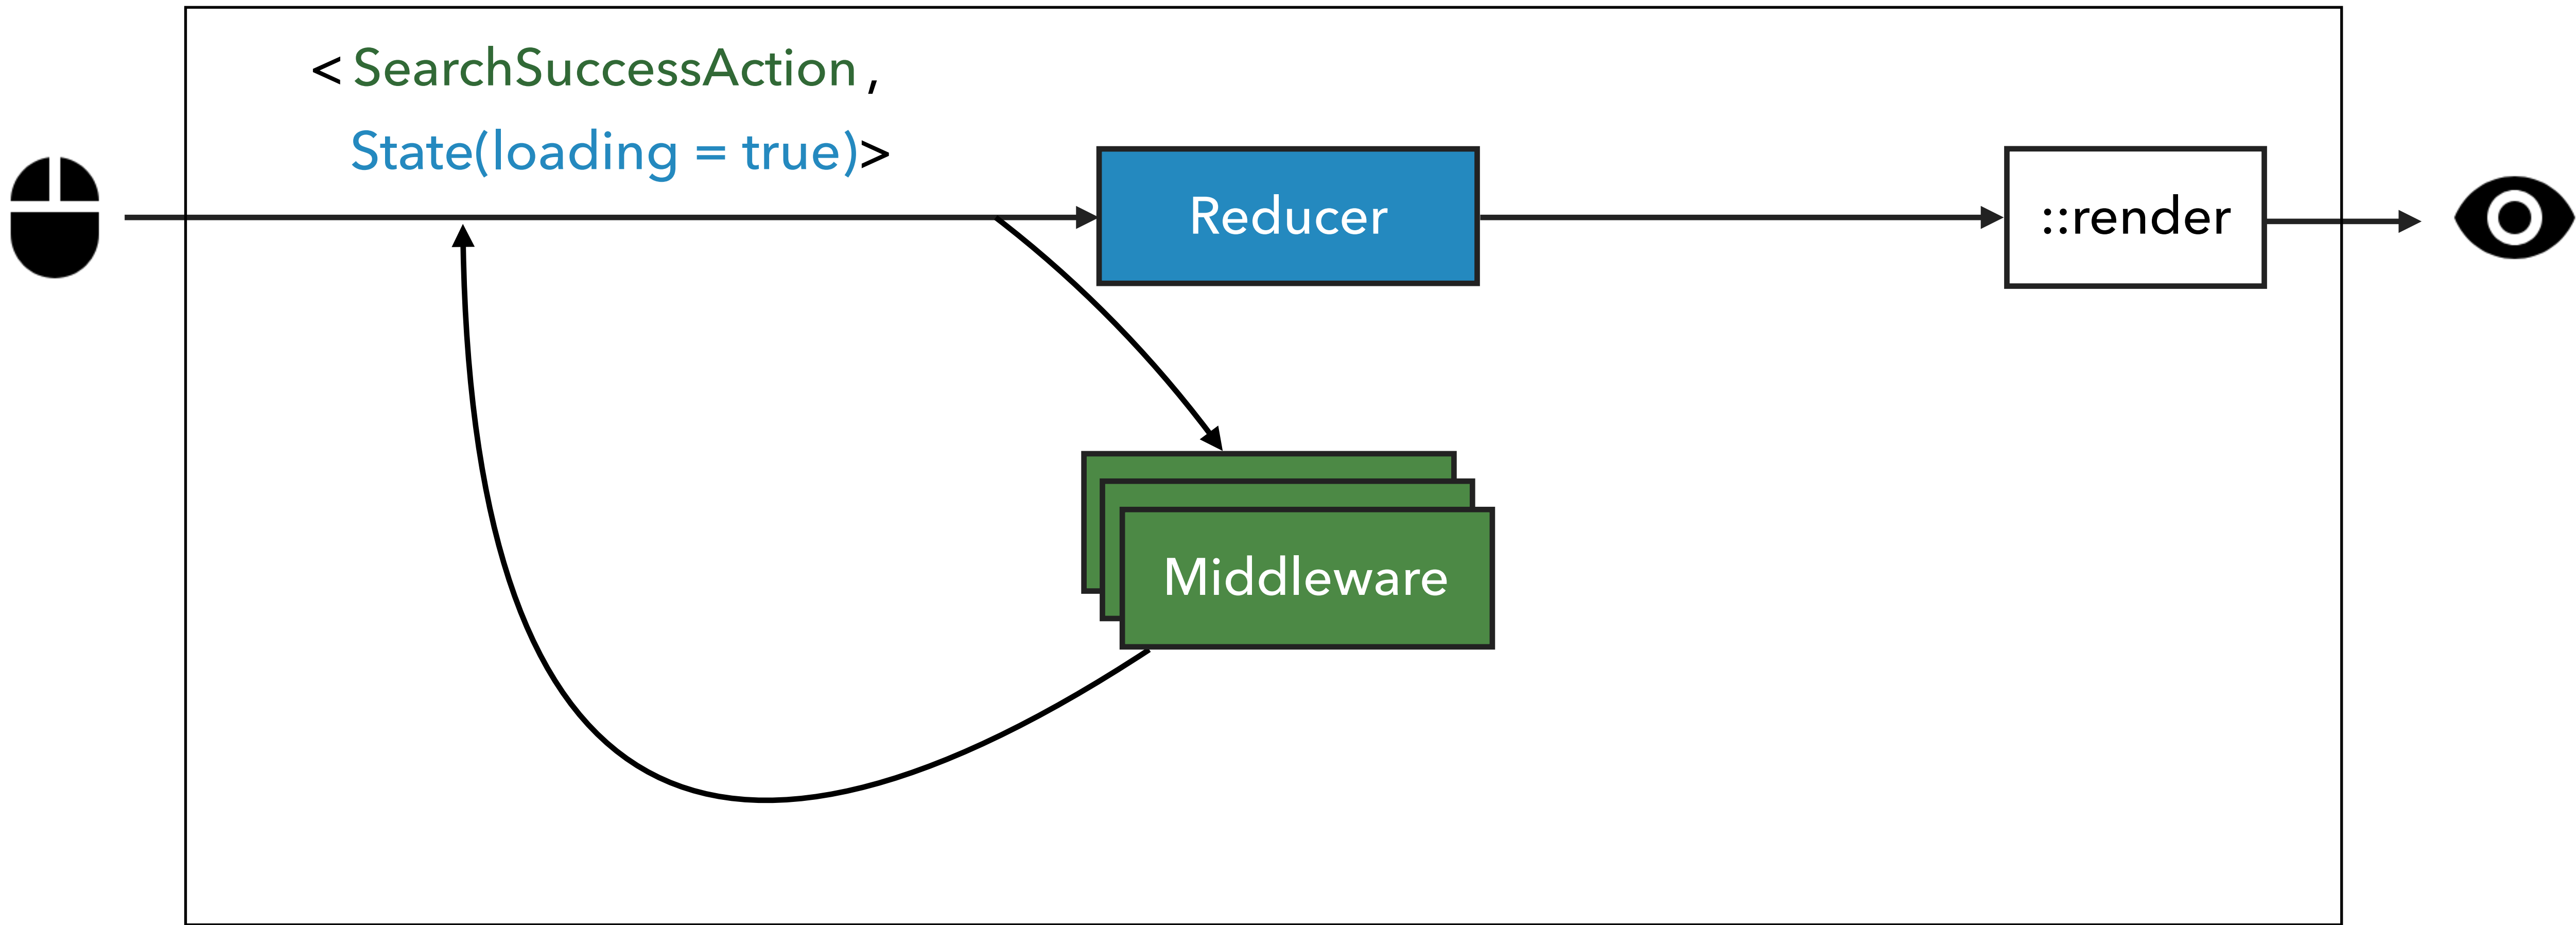 < SearchSuccessAction ,
State(loading = true)>
Reducer
::render
Middleware